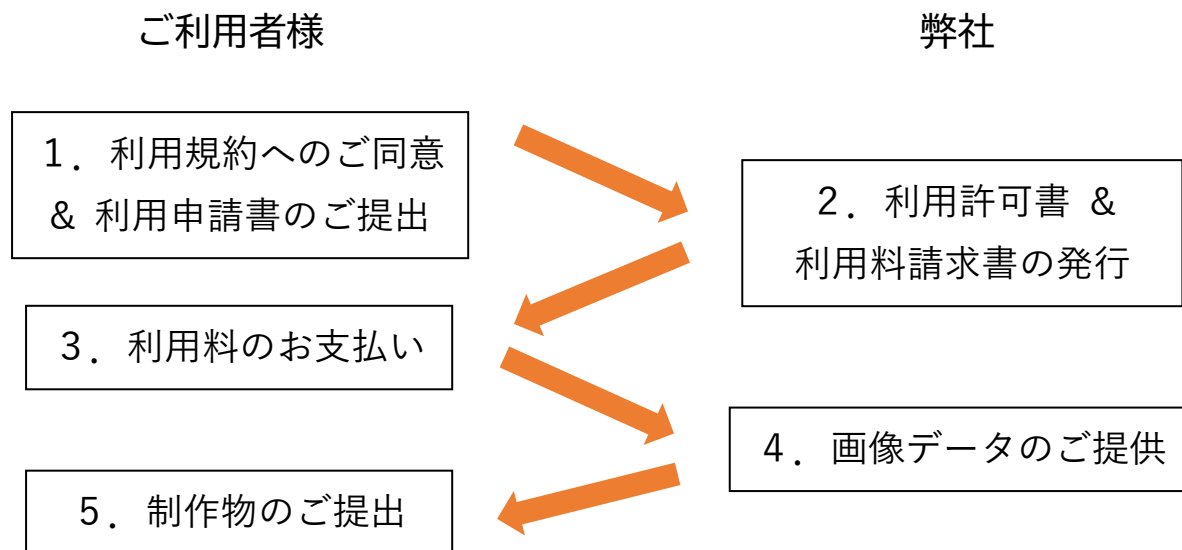 ご利用者様
弊社
1．利用規約へのご同意
& 利用申請書のご提出
2．利用許可書 &
利用料請求書の発行
3．利用料のお支払い
4．画像データのご提供
5．制作物のご提出